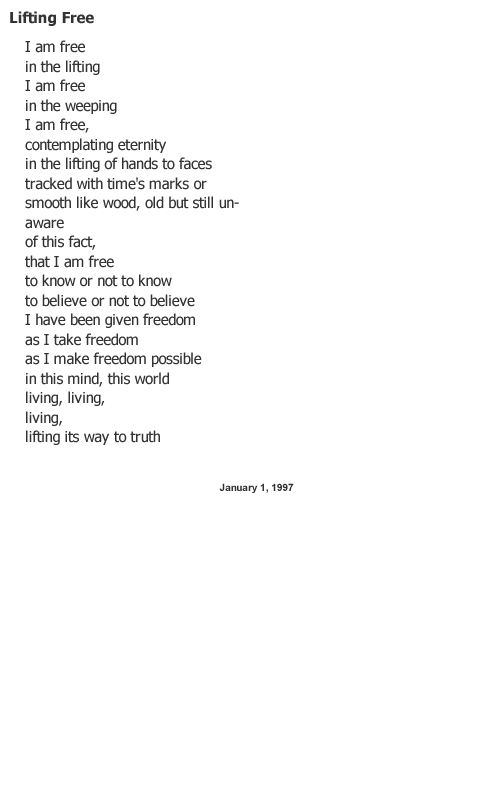 Lifting Free
I am free
in the lifting
I am free
in the weeping
I am free,
contemplating eternity
in the lifting of hands to faces
tracked with time's marks or
smooth like wood, old but still un-
aware
of this fact,
that I am free
to know or not to know
to believe or not to believe
I have been given freedom
as I take freedom
as I make freedom possible
in this mind, this world
living, living,
living,
lifting its way to truth
January 1, 1997